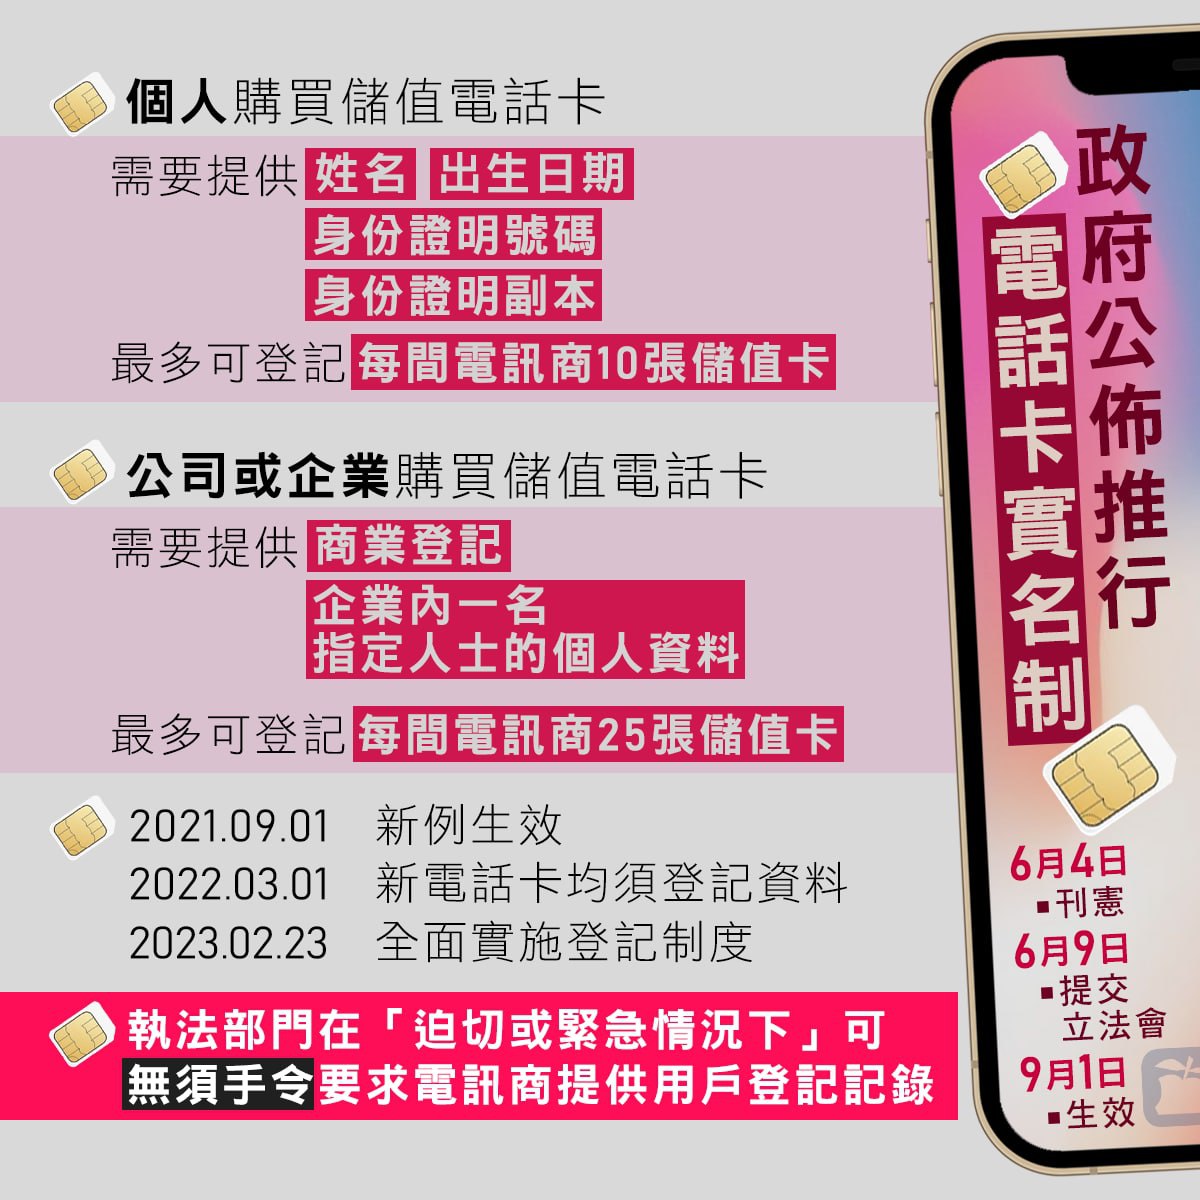 個人購買儲值電話卡
需要提供 姓名 出生日期
身份證明號碼
身份證明副本
最多可登記 每間電訊商10張儲值卡
公司或企業購買儲值電話卡
需要提供 商業登記
企業內一名
指定人士的個人資料
最多可登記 每間電訊商25張儲值卡
2021.09.01 新例生效
2022.03.01 新電話卡均須登記資料
2023.02.23 全面實施登記制度
執法部門在「迫切或緊急情況下」可
無須手令要求電訊商提供用戶登記記錄
政府公佈推行
電話卡實名制
6月4日
▪刊憲
6月9日
▪提交
立法會
9月1日
▪生效